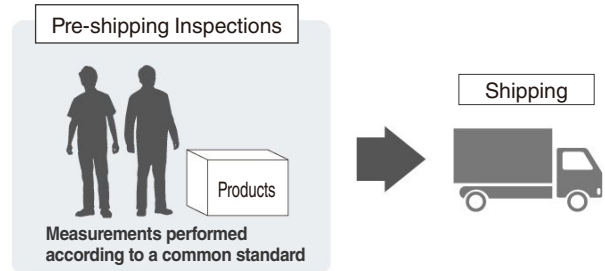 Pre-shipping Inspections
Products
Measurements performed
according to a common standard
Shipping